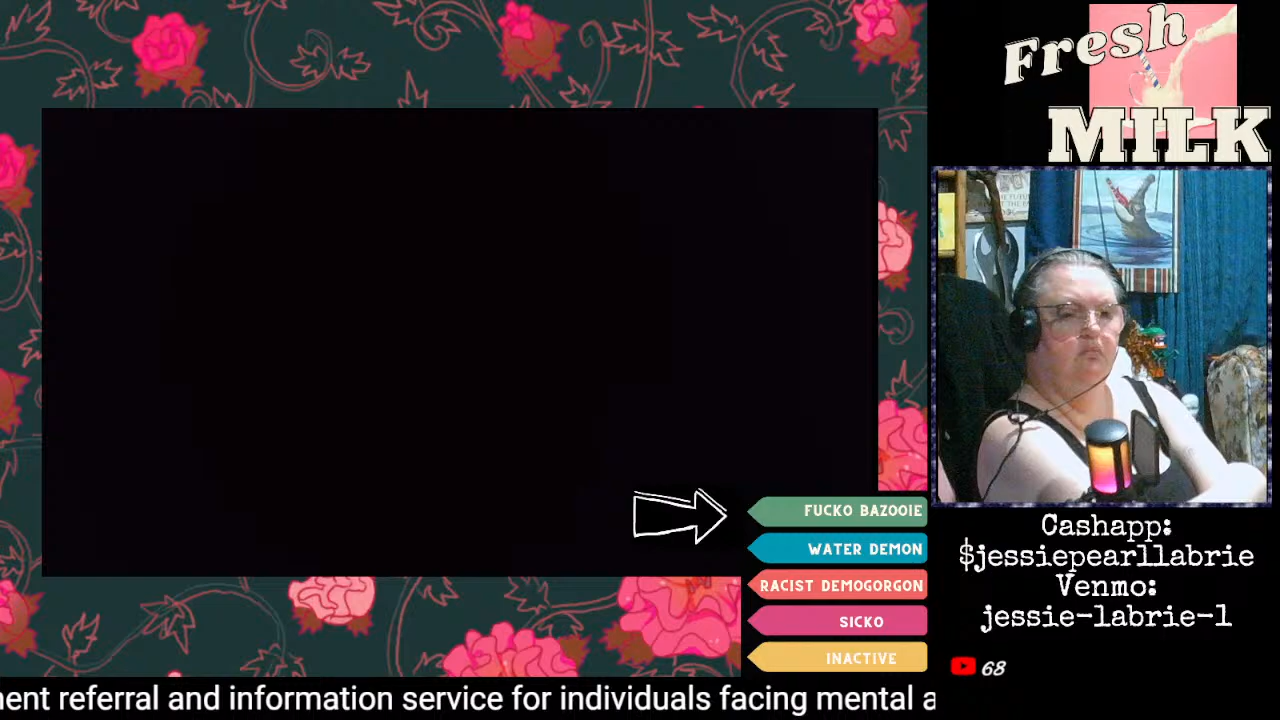 Fresh
MILK
FUCKO BAZOOIE
WATER DEMON
RACIST DEMOGORGON
SICKO
INACTIVE
Cashapp:
$jessiepearllabrie
Venmo:
jessie-labrie-1
68
nent referral and information service for individuals facing mental a